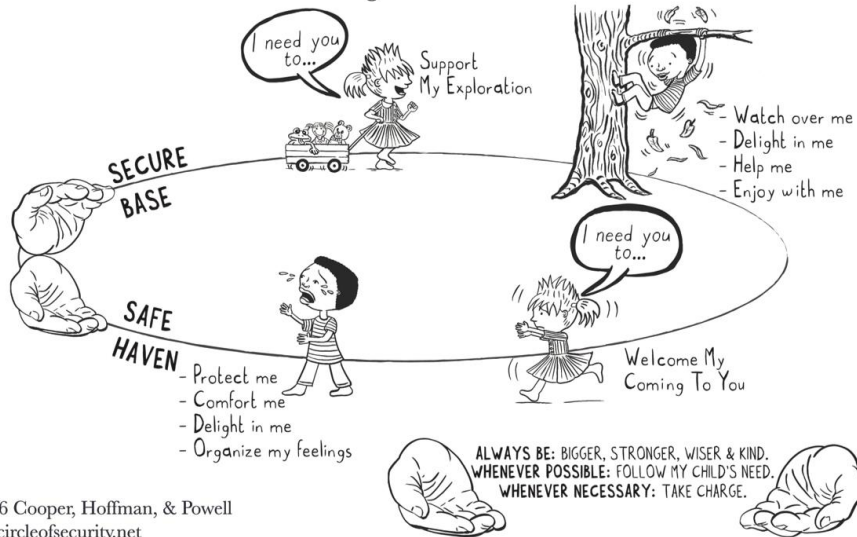 I need you
to...
Support
My Exploration
- Watch over me
- Delight in me
- Help me
- Enjoy with me
SECURE
BASE
I need you
to...
SAFE
HAVEN
- Protect me
- Comfort me
- Delight in me
- Organize my feelings
Welcome My
Coming To You
ALWAYS BE: BIGGER, STRONGER, WISER & KIND.
WHENEVER POSSIBLE: FOLLOW MY CHILD'S NEED.
WHENEVER NECESSARY: TAKE CHARGE.
6 Cooper, Hoffman, & Powell
circleofsecurity.net